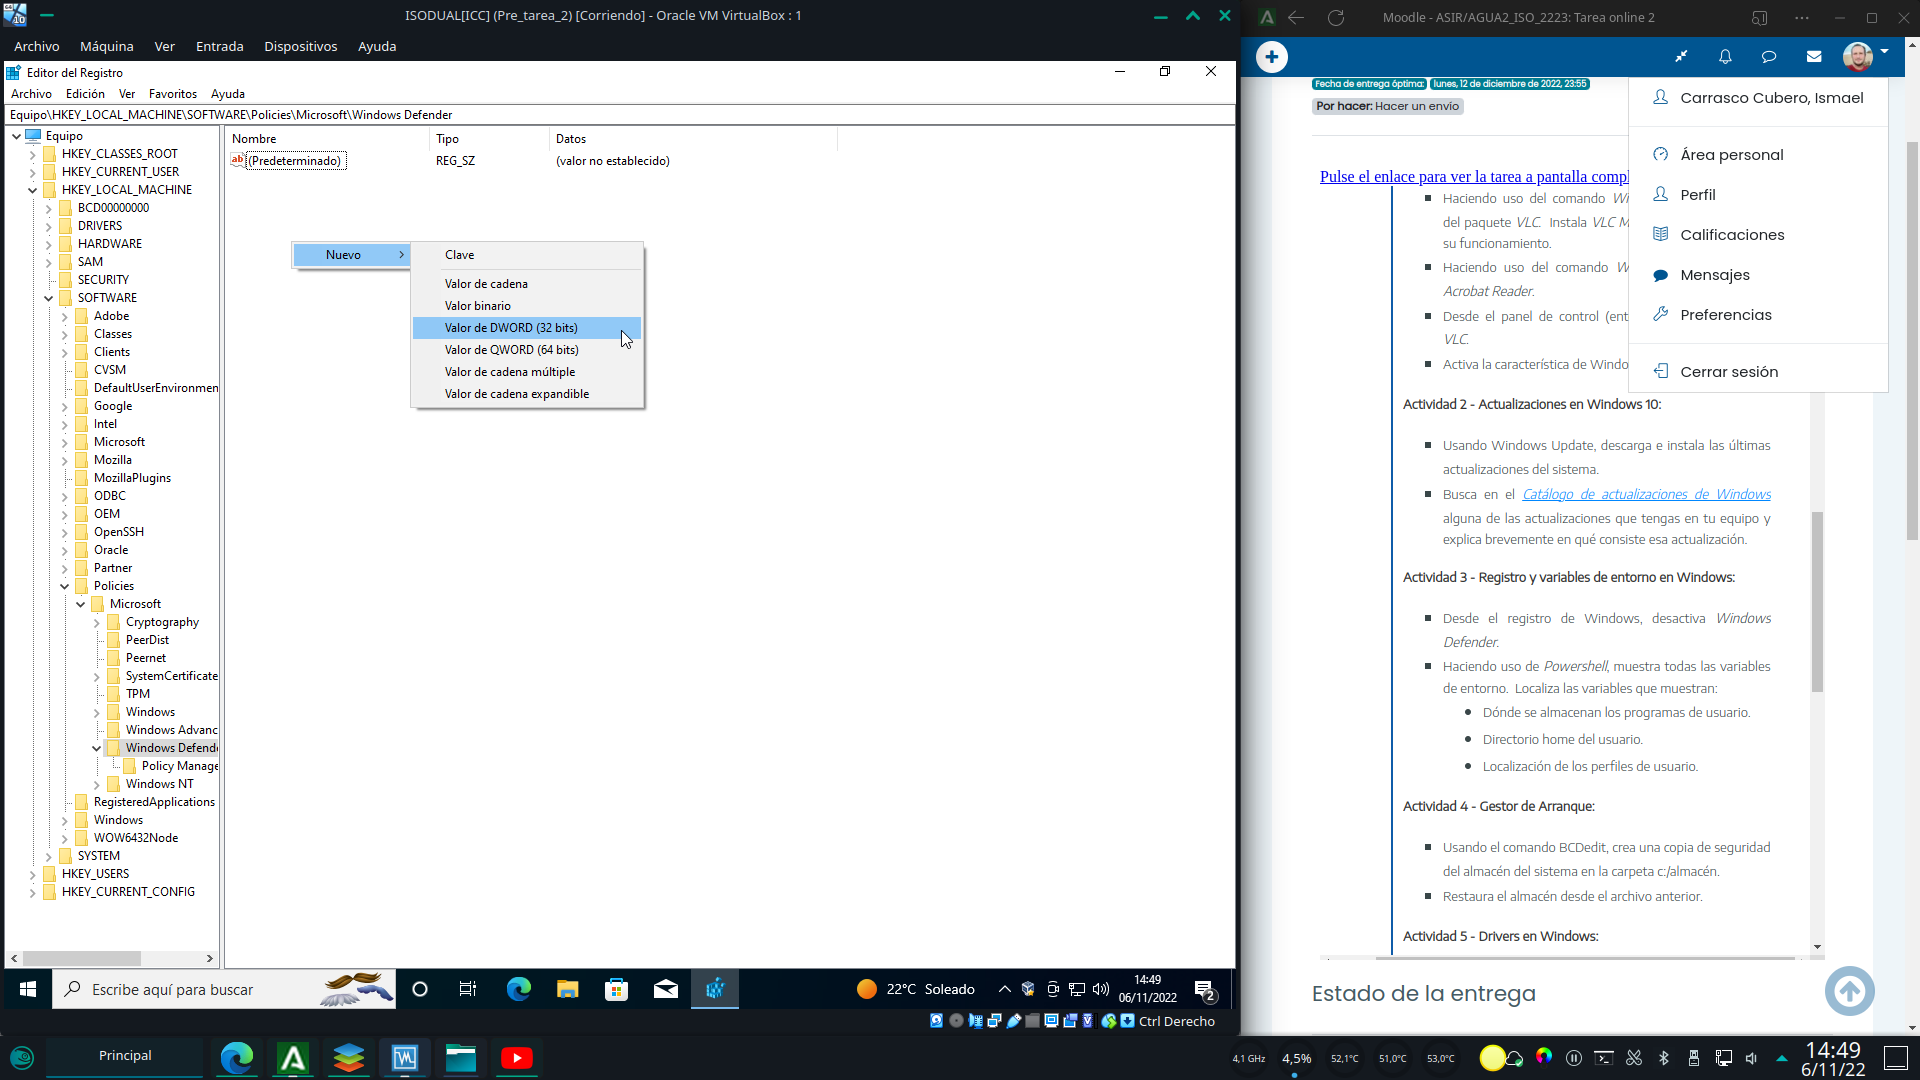 ISODUAL[ICC] (Pre_tarea_2) [Corriendo] - Oracle VM VirtualBox : 1
Archivo Máquina Ver Entrada Dispositivos Ayuda
Editor del Registro
Archivo Edición Ver Favoritos Ayuda
Equipo\HKEY_LOCAL_MACHINE\SOFTWARE\Policies\Microsoft\Windows Defender
Equipo
HKEY_CLASSES_ROOT
HKEY_CURRENT_USER
HKEY_LOCAL_MACHINE
BCD00000000
DRIVERS
HARDWARE
SAM
SECURITY
SOFTWARE
Adobe
Classes
Clients
CVSM
DefaultUserEnvironmen
Google
Intel
Microsoft
Mozilla
MozillaPlugins
ODBC
OEM
OpenSSH
Oracle
Partner
Policies
Microsoft
Cryptography
PeerDist
Peernet
SystemCertificate
TPM
Windows
Windows Advanc
Windows Defende
Policy Manage
Windows NT
RegisteredApplications
Windows
WOW6432Node
SYSTEM
HKEY_USERS
HKEY_CURRENT_CONFIG
Nombre Tipo Datos
ab (Predeterminado) REG_SZ (valor no establecido)
Nuevo
Clave
Valor de cadena
Valor binario
Valor de DWORD (32 bits)
Valor de QWORD (64 bits)
Valor de cadena múltiple
Valor de cadena expandible
Escribe aquí para buscar
22°C Soleado
14:49
06/11/2022
2
Ctrl Derecho
Moodle - ASIR/AGUA2_ISO_2223: Tarea online 2
Fecha de entrega óptima: lunes, 12 de diciembre de 2022, 23:55
Por hacer: Hacer un envío
Carrasco Cubero, Ismael
Área personal
Perfil
Calificaciones
Mensajes
Preferencias
Cerrar sesión
Pulse el enlace para ver la tarea a pantalla compl
Haciendo uso del comando Wi
del paquete VLC. Instala VLC M
su funcionamiento.
Haciendo uso del comando W
Acrobat Reader.
Desde el panel de control (ent
VLC.
Activa la característica de Windo
Actividad 2 - Actualizaciones en Windows 10:
Usando Windows Update, descarga e instala las últimas
actualizaciones del sistema.
Busca en el Catálogo de actualizaciones de Windows
alguna de las actualizaciones que tengas en tu equipo y
explica brevemente en qué consiste esa actualización.
Actividad 3 - Registro y variables de entorno en Windows:
Desde el registro de Windows, desactiva Windows
Defender.
Haciendo uso de Powershell, muestra todas las variables
de entorno. Localiza las variables que muestran:
Dónde se almacenan los programas de usuario.
Directorio home del usuario.
Localización de los perfiles de usuario.
Actividad 4 - Gestor de Arranque:
Usando el comando BCDedit, crea una copia de seguridad
del almacén del sistema en la carpeta c:/almacén.
Restaura el almacén desde el archivo anterior.
Actividad 5 - Drivers en Windows:
Estado de la entrega
Principal
4,1 GHz 4,5% 52,1°C 51,0°C 53,0°C
14:49
6/11/22